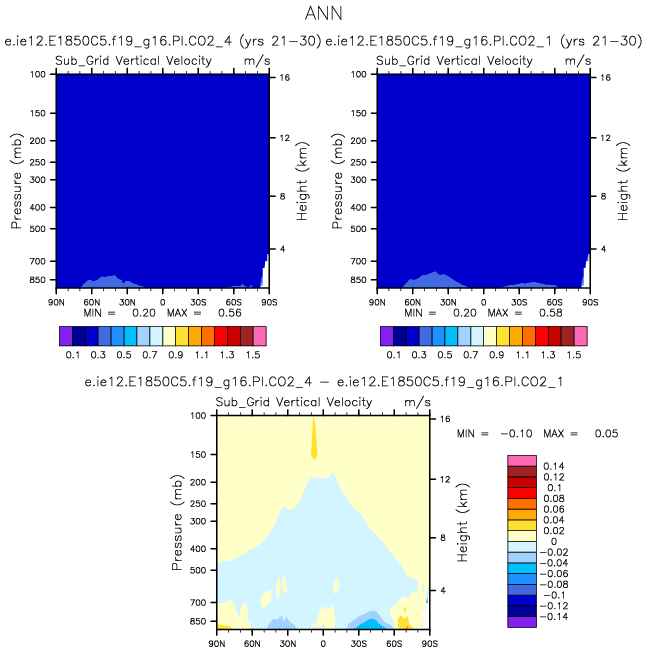 ANN
e.ie12.E1850C5.f19_g16.PI.CO2_4 (yrs 21-30) e.ie12.E1850C5.f19_g16.PI.CO2_1 (yrs 21-30)
Sub_Grid Vertical Velocity m/s
Pressure (mb)
100
150
200
250
300
400
500
700
850
Height (km)
16
12
8
4
90N 60N 30N 0 30S 60S 90S
MIN = 0.20 MAX = 0.56
0.1 0.3 0.5 0.7 0.9 1.1 1.3 1.5
Sub_Grid Vertical Velocity m/s
Pressure (mb)
100
150
200
250
300
400
500
700
850
Height (km)
16
12
8
4
90N 60N 30N 0 30S 60S 90S
MIN = 0.20 MAX = 0.58
0.1 0.3 0.5 0.7 0.9 1.1 1.3 1.5
e.ie12.E1850C5.f19_g16.PI.CO2_4 - e.ie12.E1850C5.f19_g16.PI.CO2_1
Sub_Grid Vertical Velocity m/s
Pressure (mb)
100
150
200
250
300
400
500
700
850
Height (km)
16
12
8
4
90N 60N 30N 0 30S 60S 90S
MIN = -0.10 MAX = 0.05
0.14
0.12
0.1
0.08
0.06
0.04
0.02
0
-0.02
-0.04
-0.06
-0.08
-0.1
-0.12
-0.14